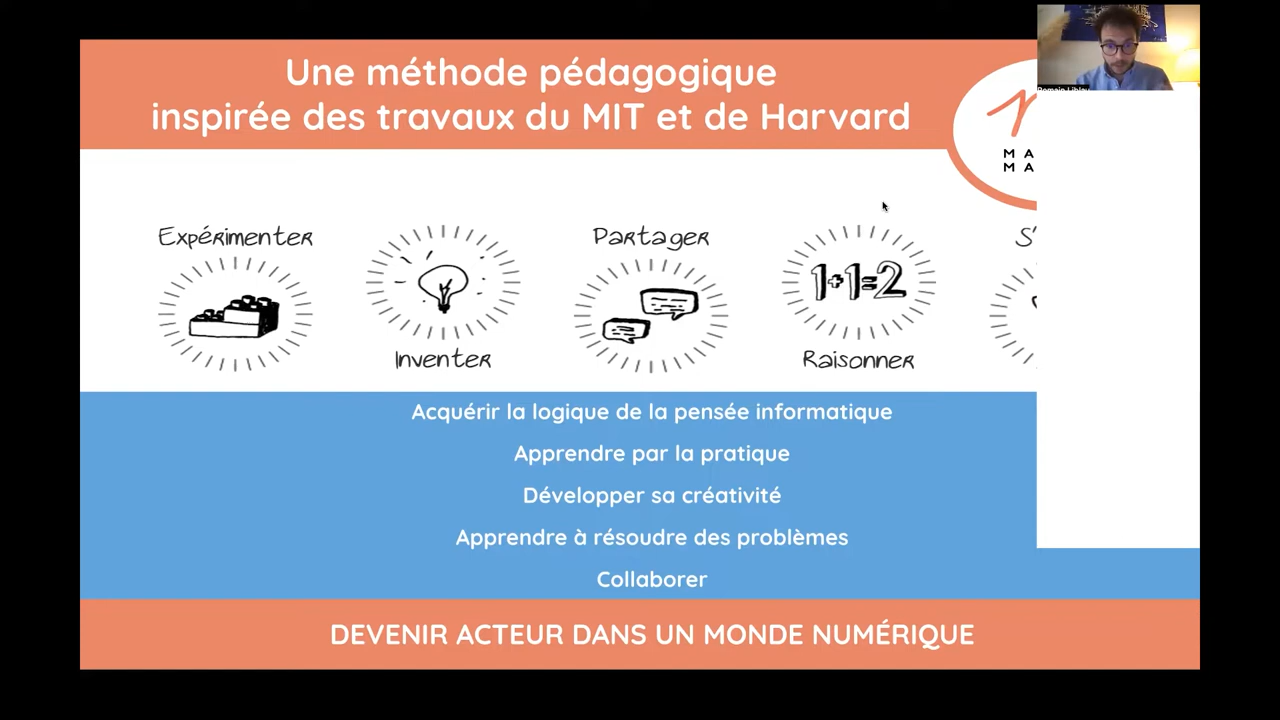 Une méthode pédagogique
inspirée des travaux du MIT et de Harvard
M A
M A
Expérimenter
Inventer
Partager
1+1=2
Raisonner
S'
Acquérir la logique de la pensée informatique
Apprendre par la pratique
Développer sa créativité
Apprendre à résoudre des problèmes
Collaborer
DEVENIR ACTEUR DANS UN MONDE NUMÉRIQUE